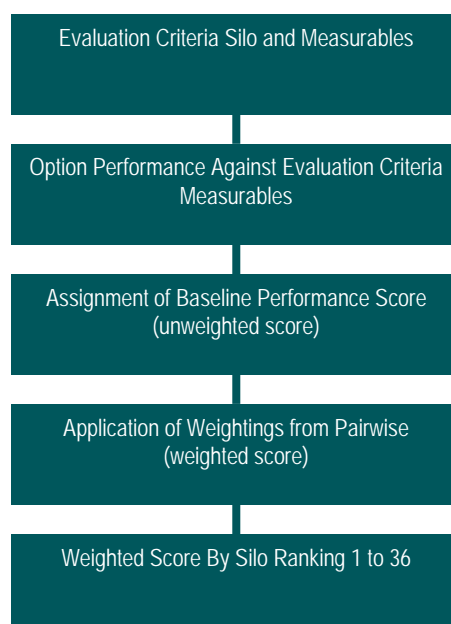 Evaluation Criteria Silo and Measurables
Option Performance Against Evaluation Criteria
Measurables
Assignment of Baseline Performance Score
(unweighted score)
Application of Weightings from Pairwise
(weighted score)
Weighted Score By Silo Ranking 1 to 36